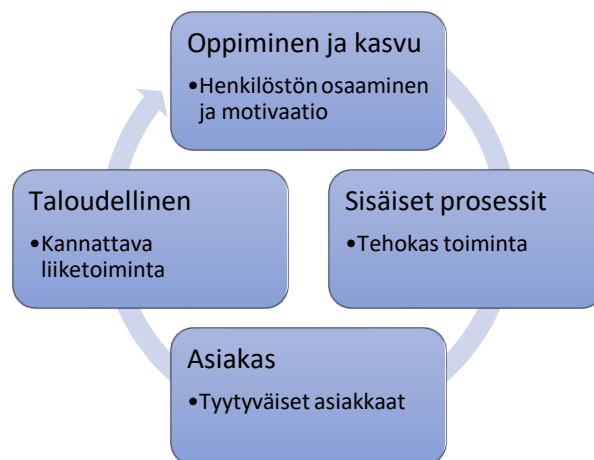 Oppiminen ja kasvu
•Henkilöstön osaaminen
ja motivaatio
Taloudellinen
•Kannattava
liiketoiminta
Sisäiset prosessit
•Tehokas toiminta
Asiakas
•Tyytyväiset asiakkaat